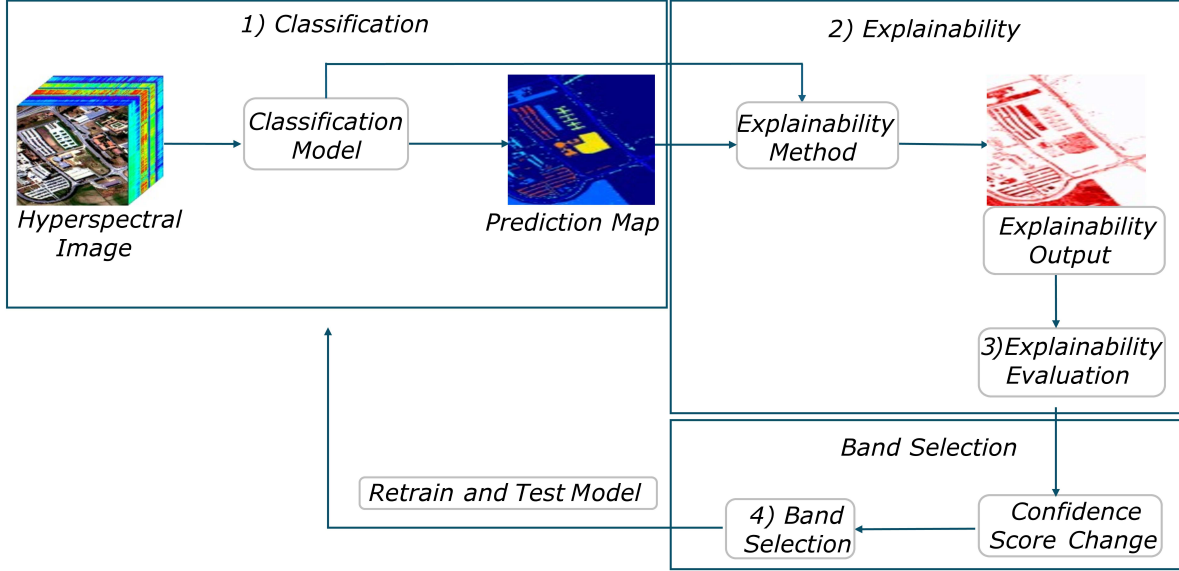 1) Classification
Hyperspectral
Image
Classification
Model
Prediction Map
2) Explainability
Explainability
Method
Explainability
Output
3)Explainability
Evaluation
Band Selection
Confidence
Score Change
4) Band
Selection
Retrain and Test Model